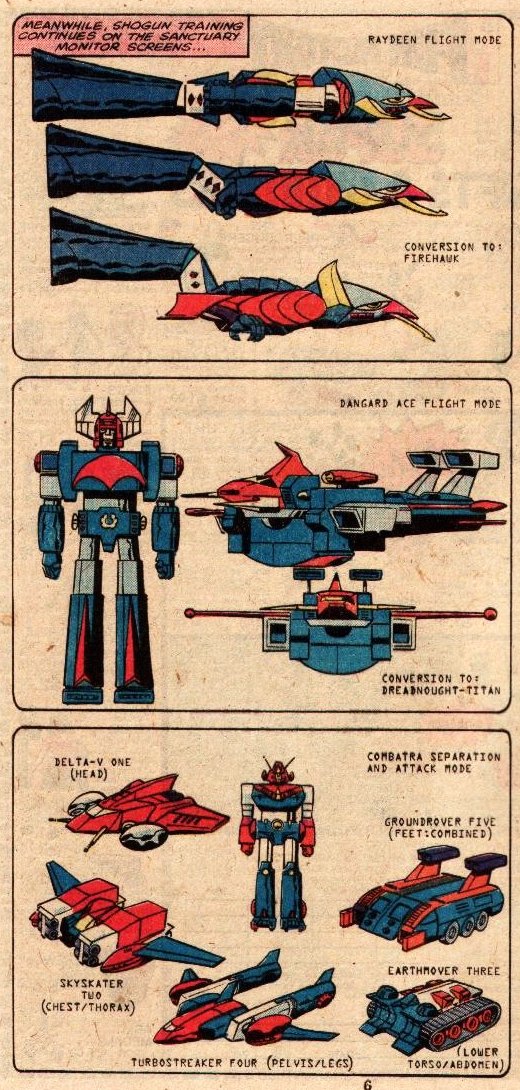 MEANWHILE, SHOGUN TRAINING
CONTINUES ON THE SANCTUARY
MONITOR SCREENS...
RAYDEEN FLIGHT MODE
CONVERSION TO:
FIREHAWK
DANGARD ACE FLIGHT MODE
CONVERSION TO:
DREADNOUGHT-TITAN
DELTA-V ONE
(HEAD)
COMBATRA SEPARATION
AND ATTACK MODE
GROUNDROVER FIVE
(FEET:COMBINED)
SKYSKATER
TWO
(CHEST/THORAX)
EARTHMOVER THREE
(LOWER
TORSO/ABDOMEN)
TURBOSTREAKER FOUR (PELVIS/LEGS)
6